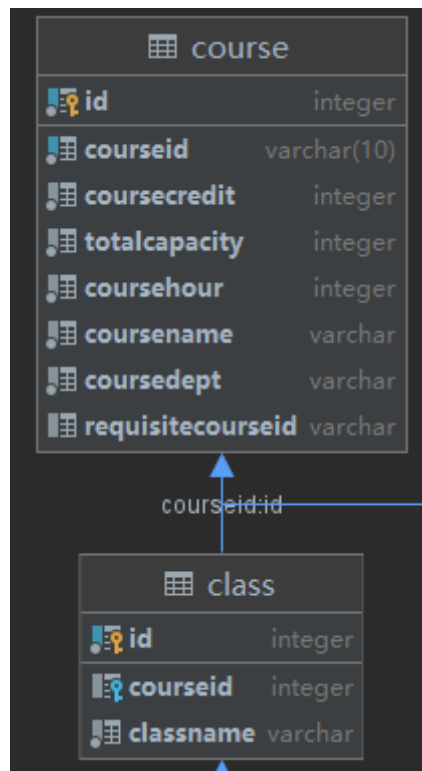 course
id integer
courseid varchar(10)
coursecredit integer
totalcapacity integer
coursehour integer
coursename varchar
coursedept varchar
requisitecourseid varchar
courseid:id
class
id integer
courseid integer
classname varchar